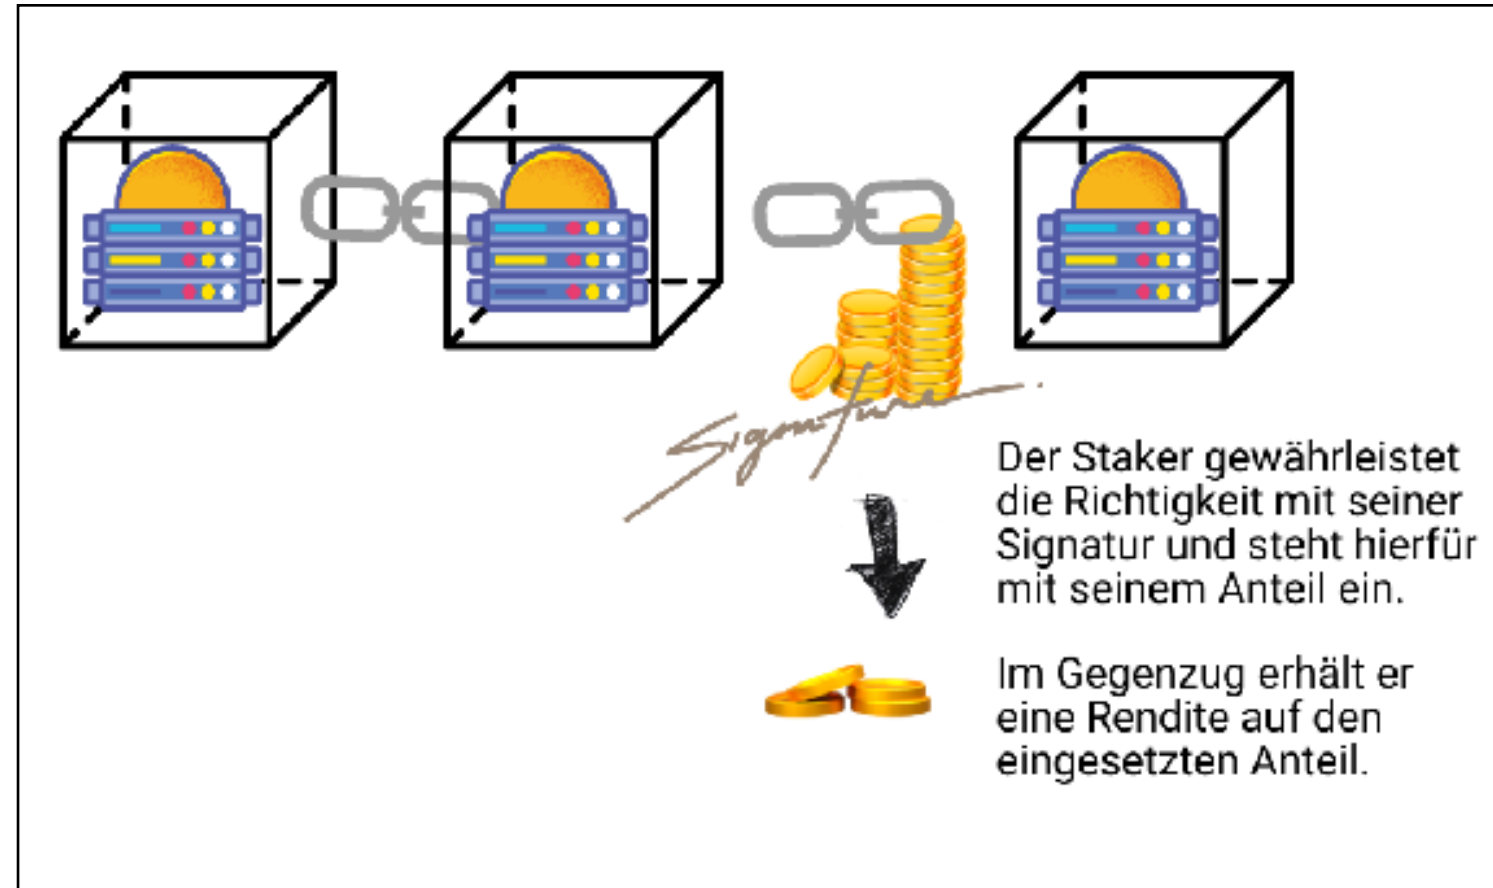 Signature
Der Staker gewährleistet
die Richtigkeit mit seiner
Signatur und steht hierfür
mit seinem Anteil ein.
Im Gegenzug erhält er
eine Rendite auf den
eingesetzten Anteil.